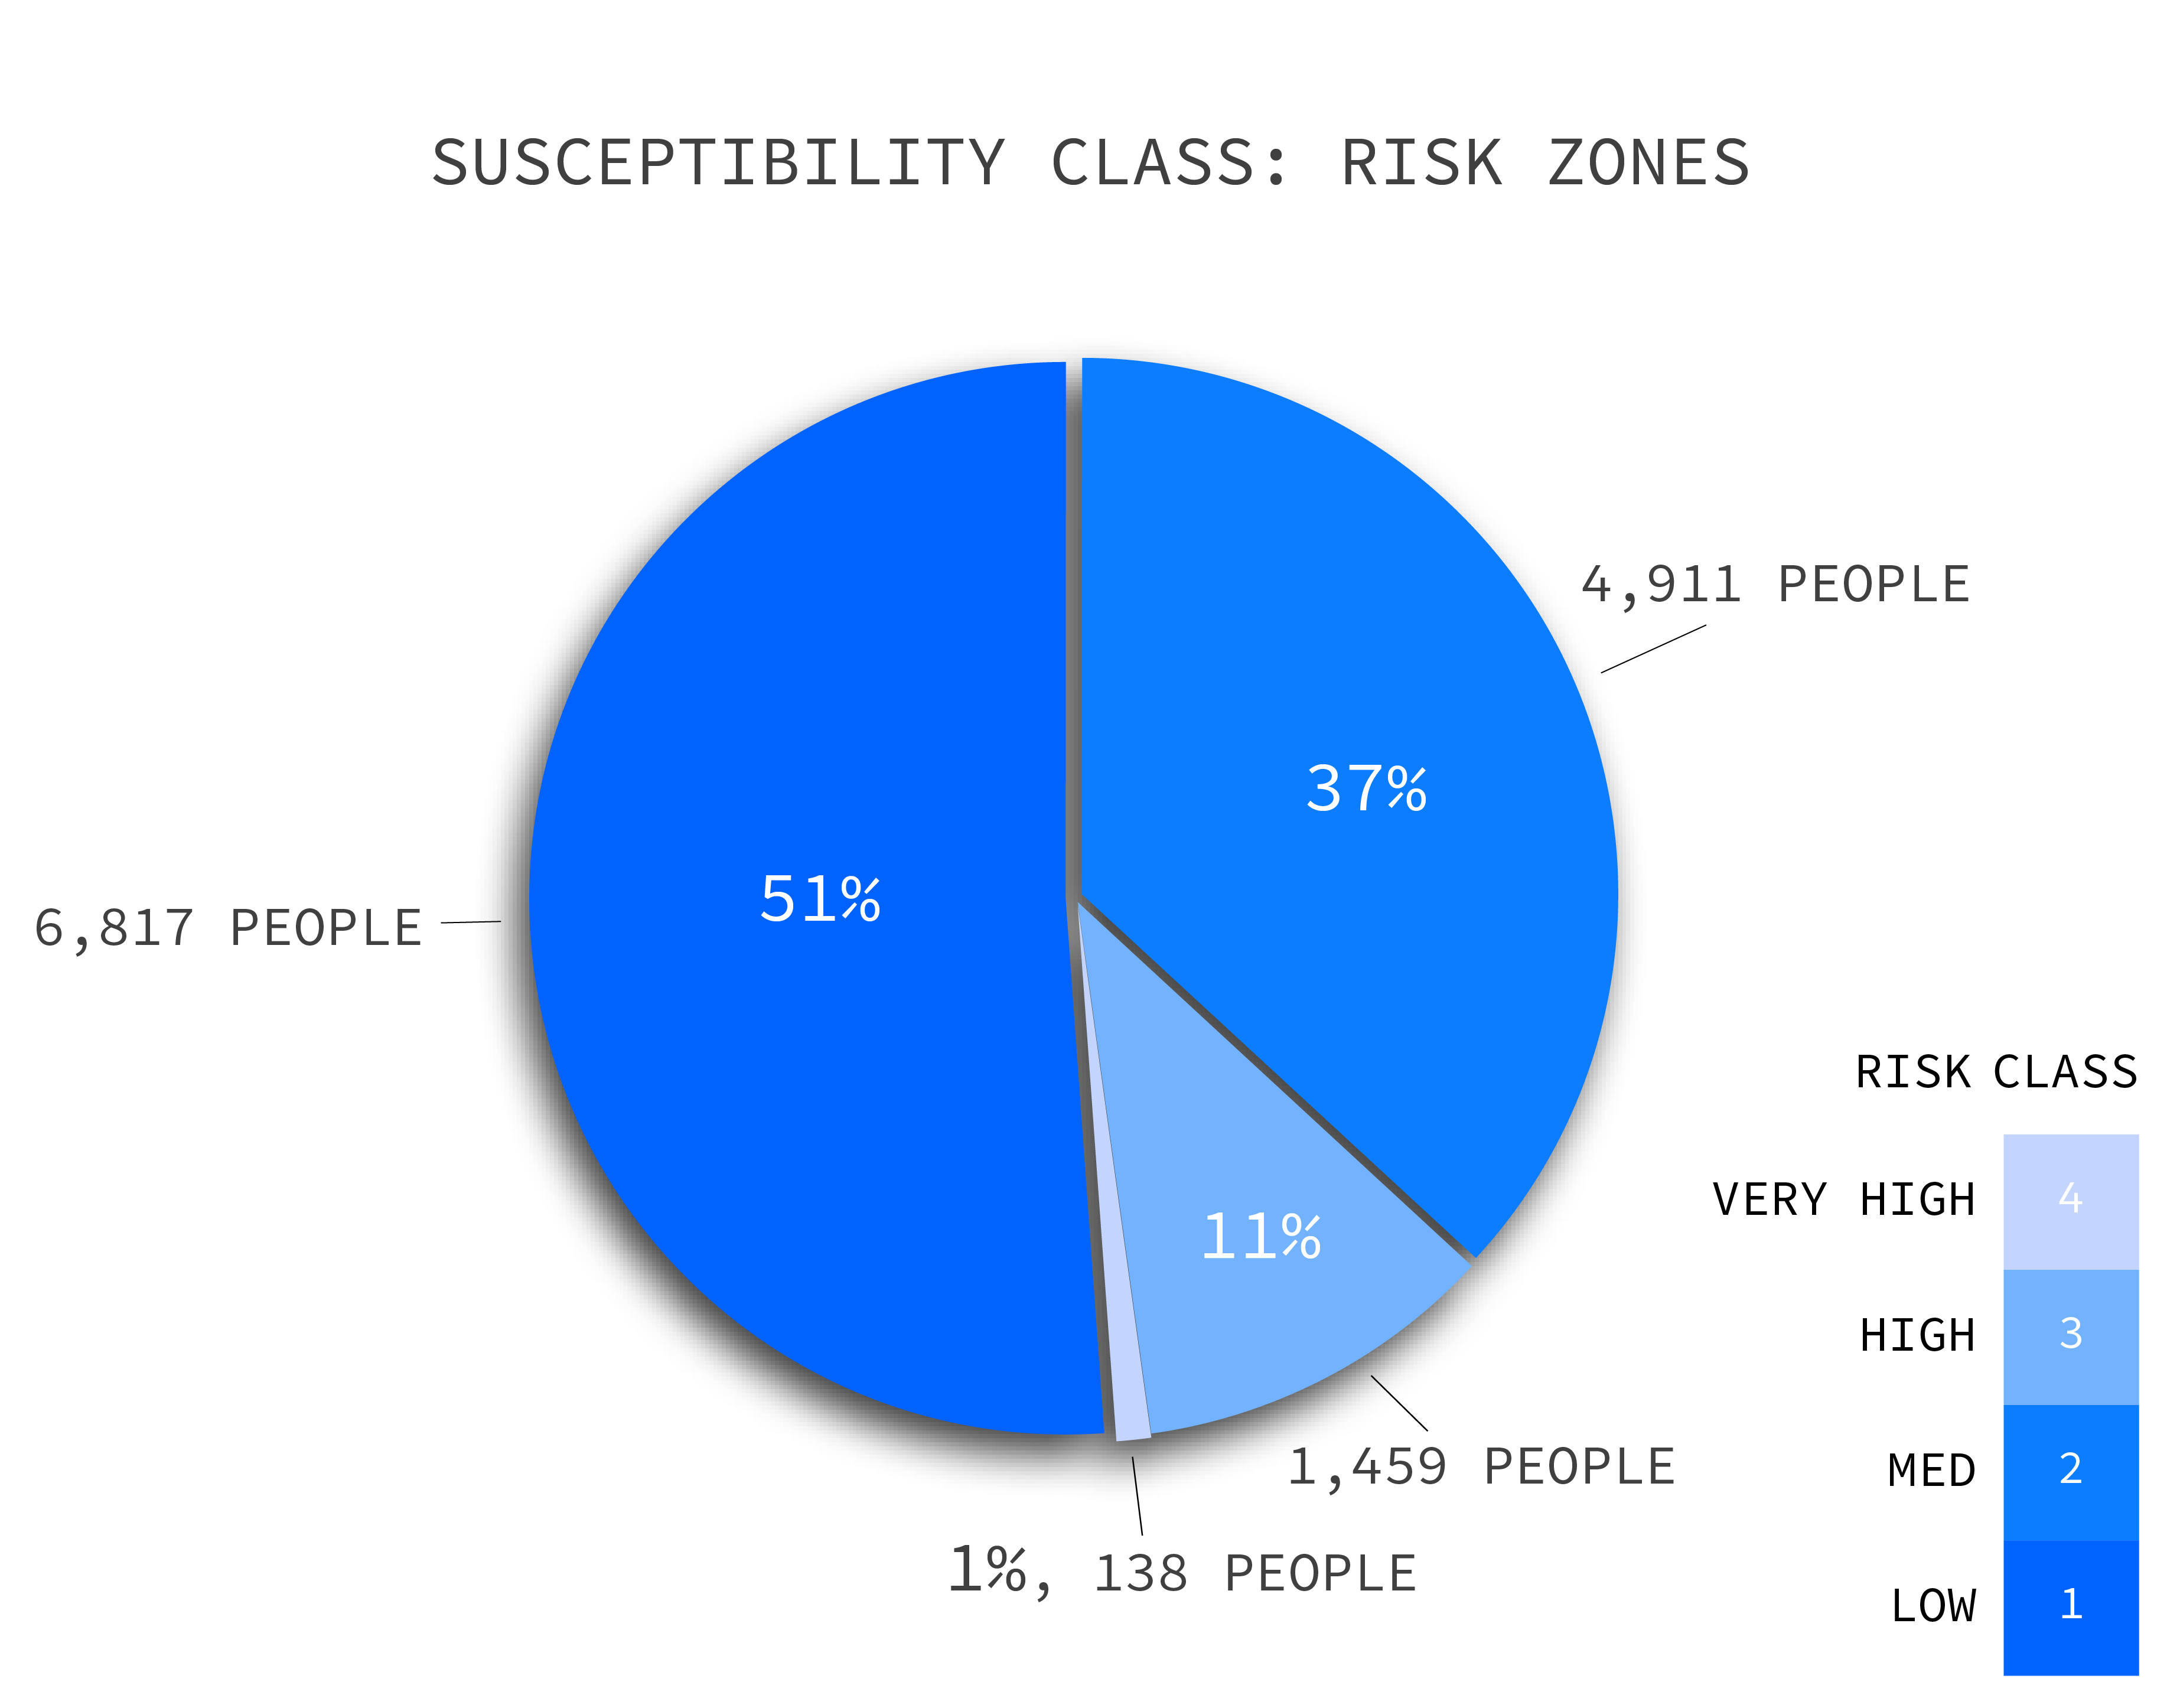 SUSCEPTIBILITY CLASS: RISK ZONES
4,911 PEOPLE
37%
51%
6,817 PEOPLE
11%
1,459 PEOPLE
1%, 138 PEOPLE
RISK CLASS
VERY HIGH 4
HIGH 3
MED 2
LOW 1